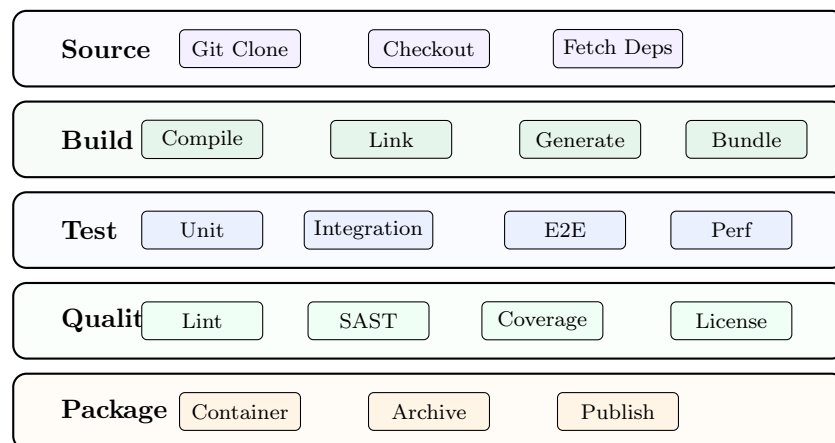 Source Git Clone Checkout Fetch Deps
Build Compile Link Generate Bundle
Test Unit Integration E2E Perf
Qualit Lint SAST Coverage License
Package Container Archive Publish